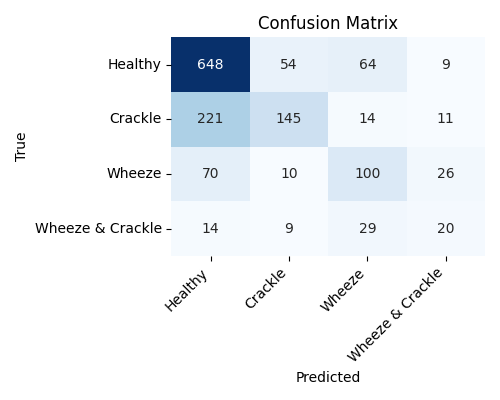 Confusion Matrix
True
Healthy 648 54 64 9
Crackle 221 145 14 11
Wheeze 70 10 100 26
Wheeze & Crackle 14 9 29 20
Healthy Crackle Wheeze Wheeze & Crackle
Predicted